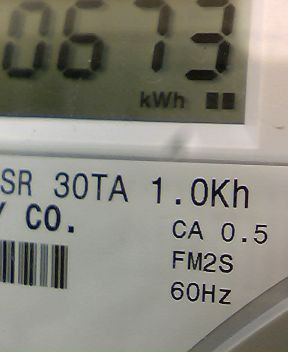 0673
kWh
SR 30TA 1.0Kh
Y CO.
CA 0.5
FM2S
60Hz